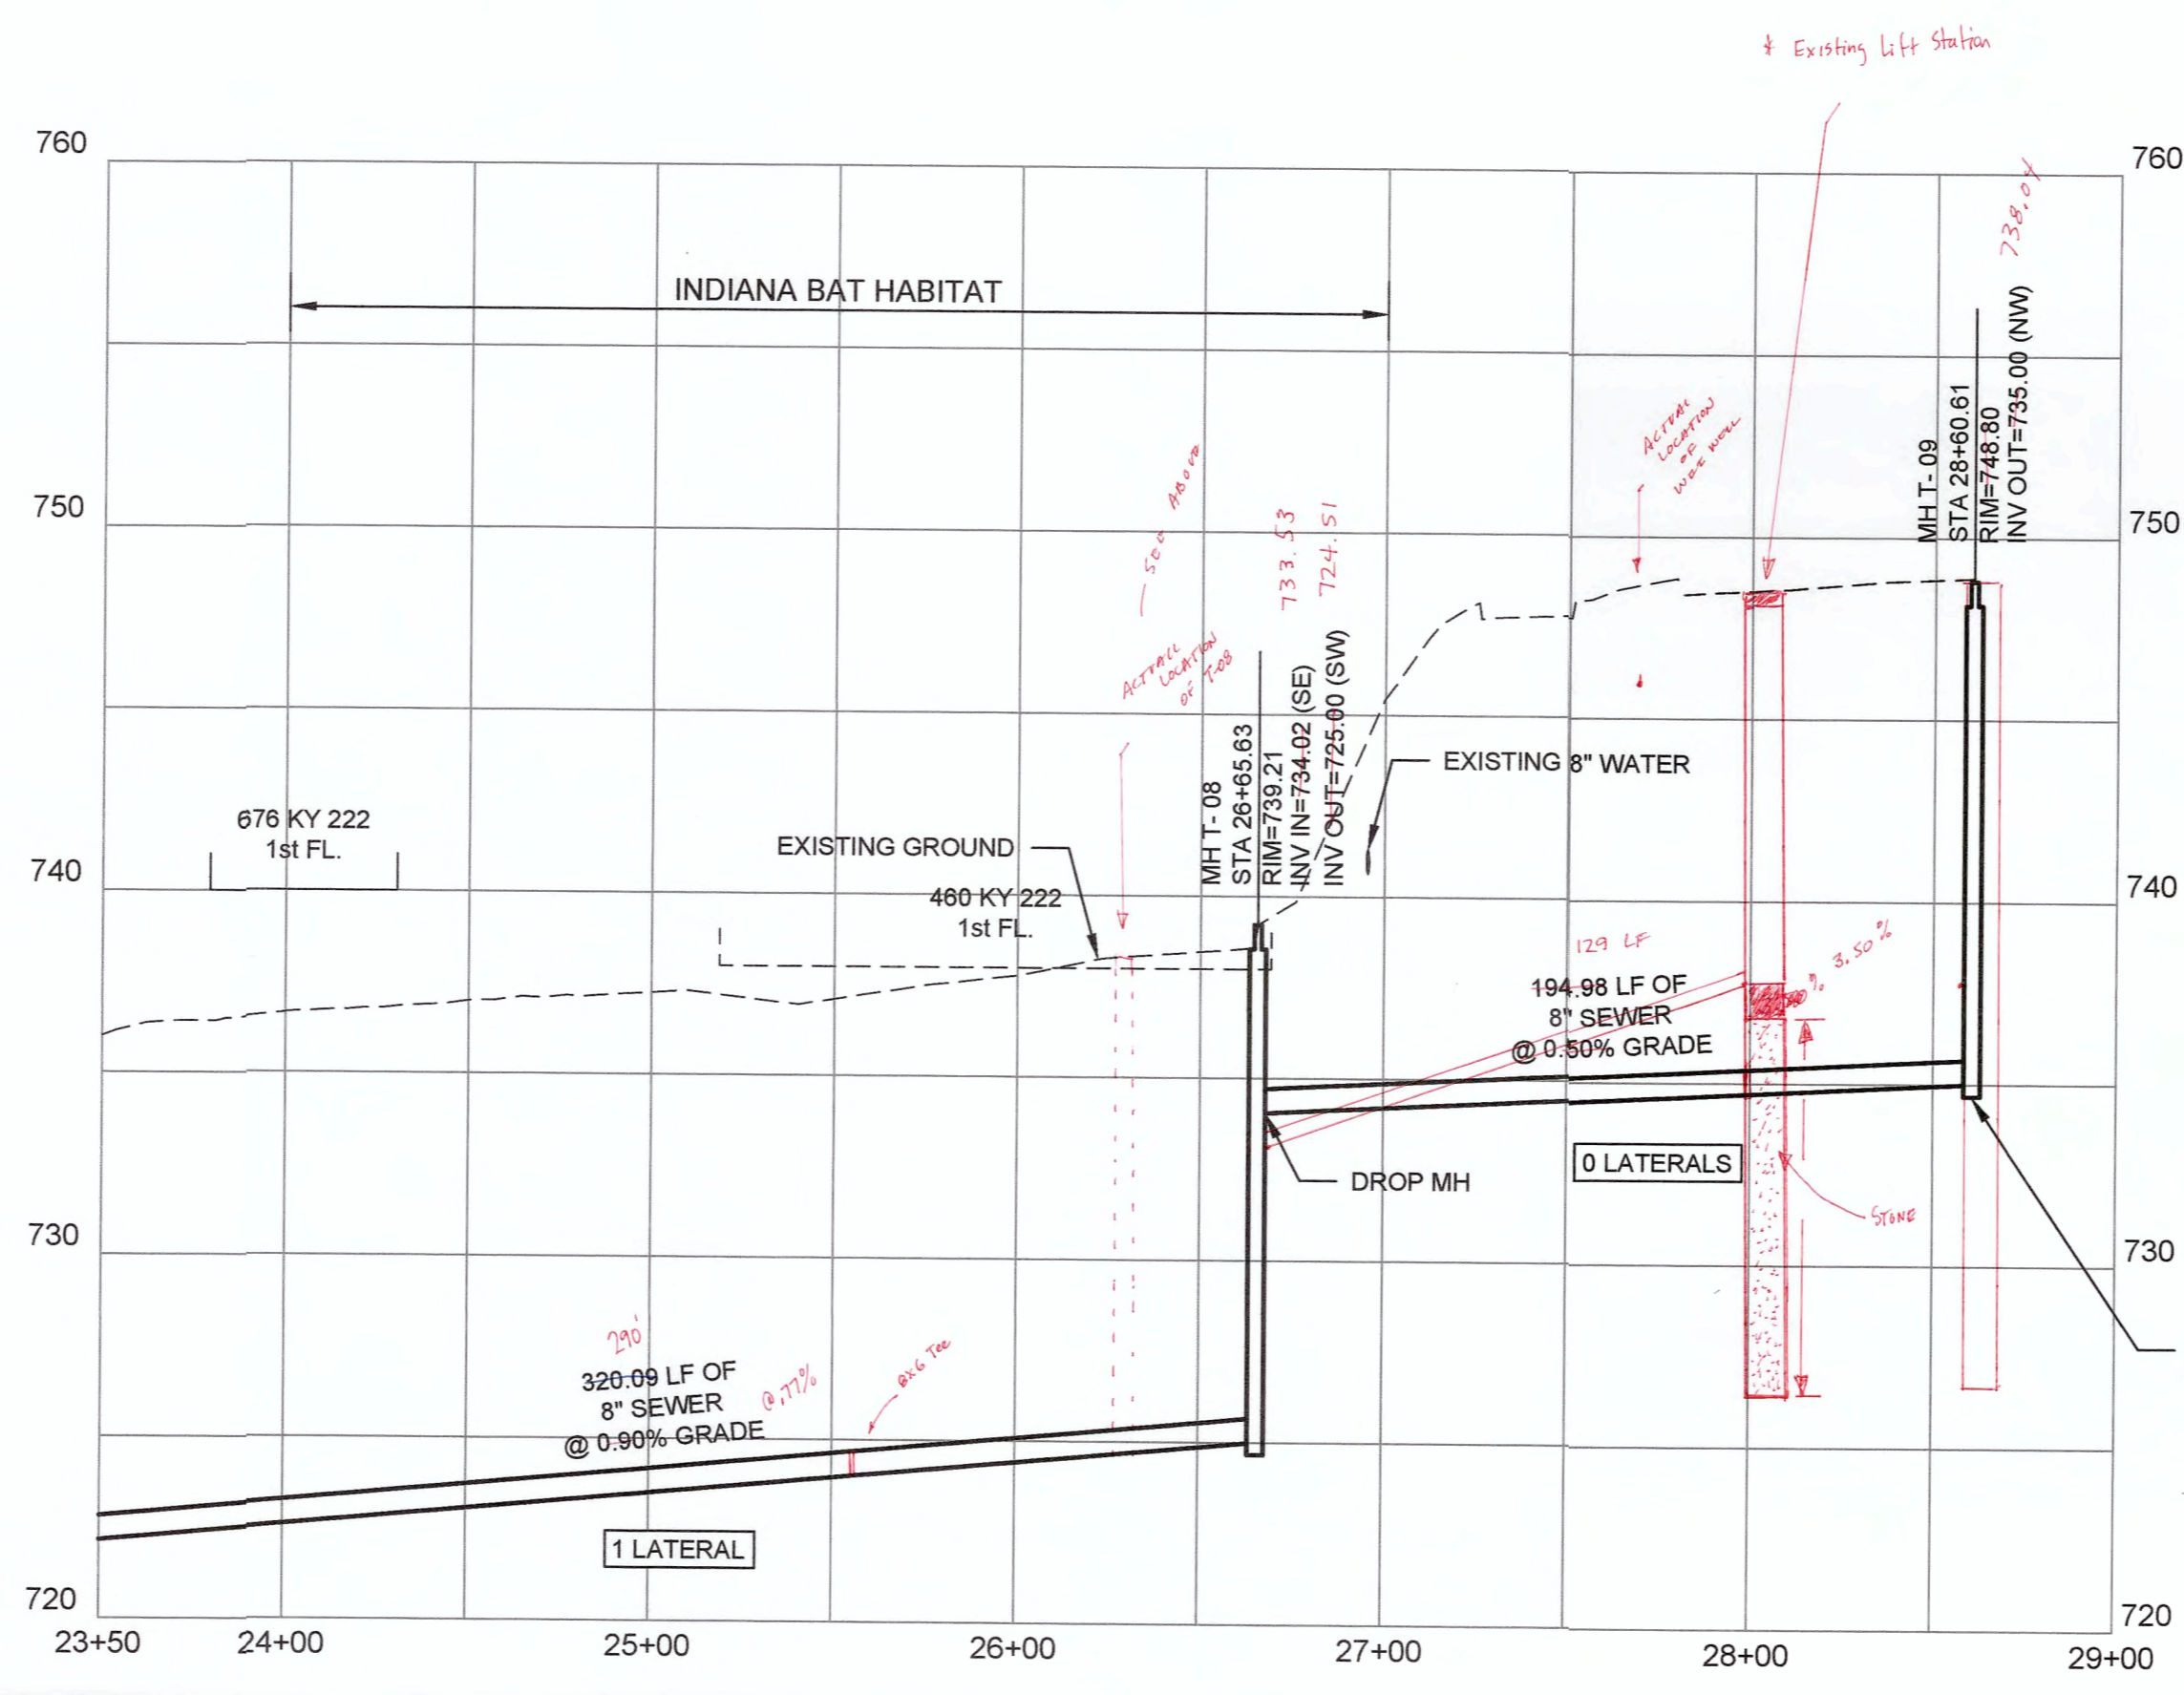 * Existing Lift Station
760
760
738.04
INDIANA BAT HABITAT
ACTUAL
LOCATION
OF
WET WELL
MH T- 09
STA 28+60.61
RIM=748.80
INV OUT=735.00 (NW)
750
750
SEE ABOVE
733.53
724.51
ACTUALL
LOCATION
OF T-08
MH T- 08
STA 26+65.63
RIM=739.21
INV IN=734.02 (SE)
INV OUT=725.00 (SW)
EXISTING 8" WATER
676 KY 222
1st FL.
EXISTING GROUND
740
740
460 KY 222
1st FL.
129 LF
3.50%
194.98 LF OF
8" SEWER
@ 0.50% GRADE
0 LATERALS
DROP MH
STONE
730
730
290'
320.09 LF OF
8" SEWER
@ 0.90% GRADE
@.77%
8x6 Tee
1 LATERAL
720
720
23+50
24+00
25+00
26+00
27+00
28+00
29+00